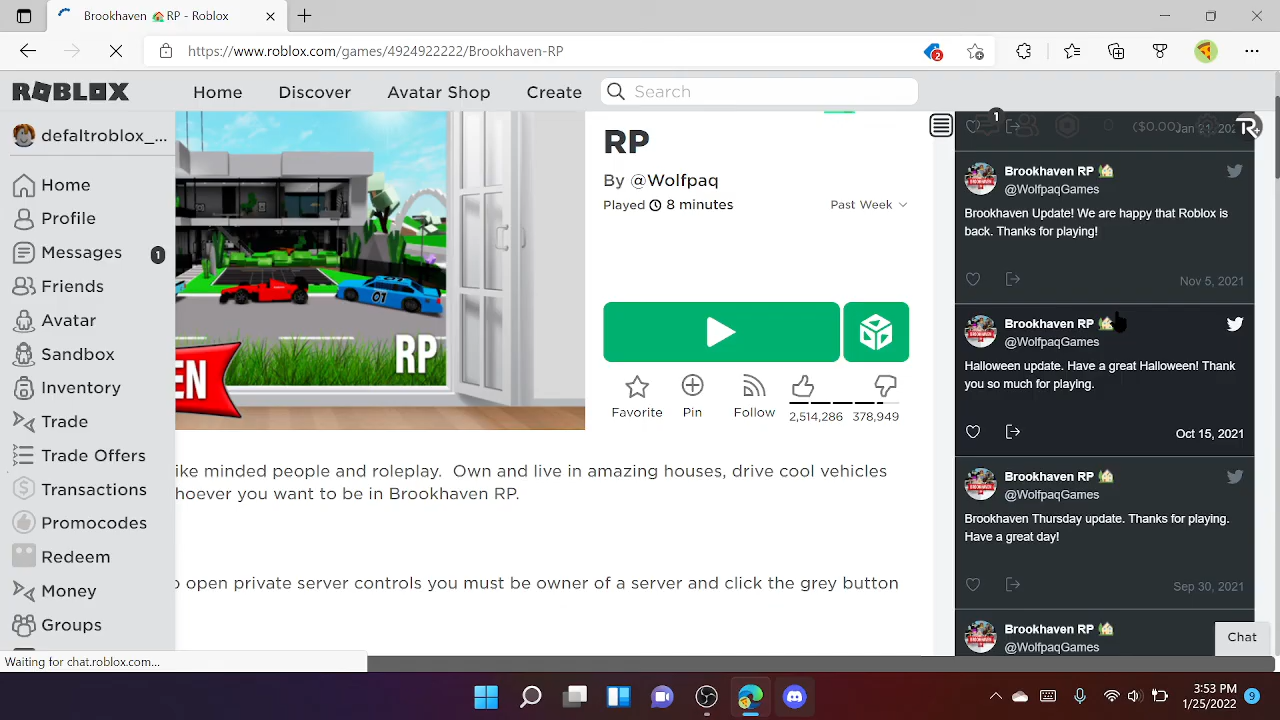 Brookhaven 🏠RP - Roblox
https://www.roblox.com/games/4924922222/Brookhaven-RP
2
ROBLOX
Home
Discover
Avatar Shop
Create
Search
defaltroblox_...
Home
Profile
Messages
1
Friends
Avatar
Sandbox
Inventory
Trade
Trade Offers
Transactions
Promocodes
Redeem
Money
Groups
01
RP
EN
RP
By @Wolfpaq
Played 8 minutes
Past Week
Favorite
Pin
Follow
2,514,286
378,949
ike minded people and roleplay. Own and live in amazing houses, drive cool vehicles
hoever you want to be in Brookhaven RP.
o open private server controls you must be owner of a server and click the grey button
1
($0.00)
R+
Jan 21, 202
Brookhaven RP 🏠
@WolfpaqGames
Brookhaven Update! We are happy that Roblox is
back. Thanks for playing!
Nov 5, 2021
Brookhaven RP 🏠
@WolfpaqGames
Halloween update. Have a great Halloween! Thank
you so much for playing.
Oct 15, 2021
Brookhaven RP 🏠
@WolfpaqGames
Brookhaven Thursday update. Thanks for playing.
Have a great day!
Sep 30, 2021
Brookhaven RP 🏠
@WolfpaqGames
Chat
Waiting for chat.roblox.com...
3:53 PM
1/25/2022
9